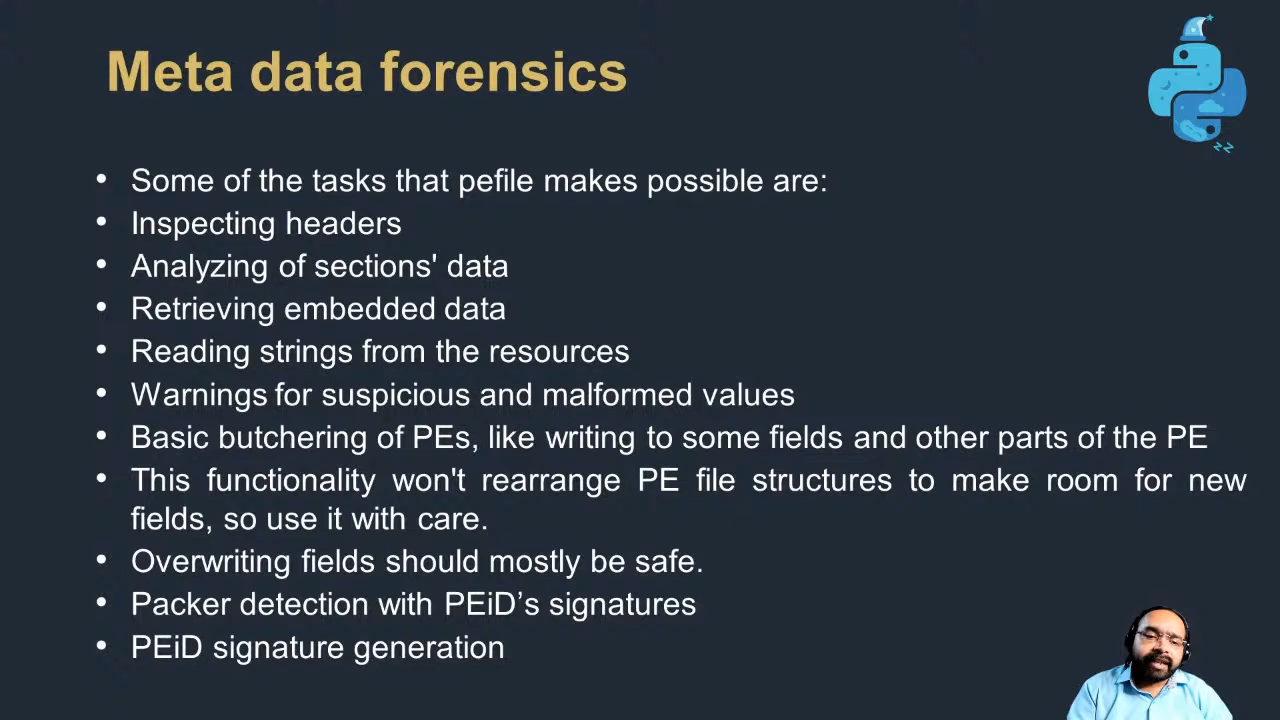 Meta data forensics
• Some of the tasks that pefile makes possible are:
• Inspecting headers
• Analyzing of sections' data
• Retrieving embedded data
• Reading strings from the resources
• Warnings for suspicious and malformed values
• Basic butchering of PEs, like writing to some fields and other parts of the PE
• This functionality won't rearrange PE file structures to make room for new
fields, so use it with care.
• Overwriting fields should mostly be safe.
• Packer detection with PEiD’s signatures
• PEiD signature generation
zz